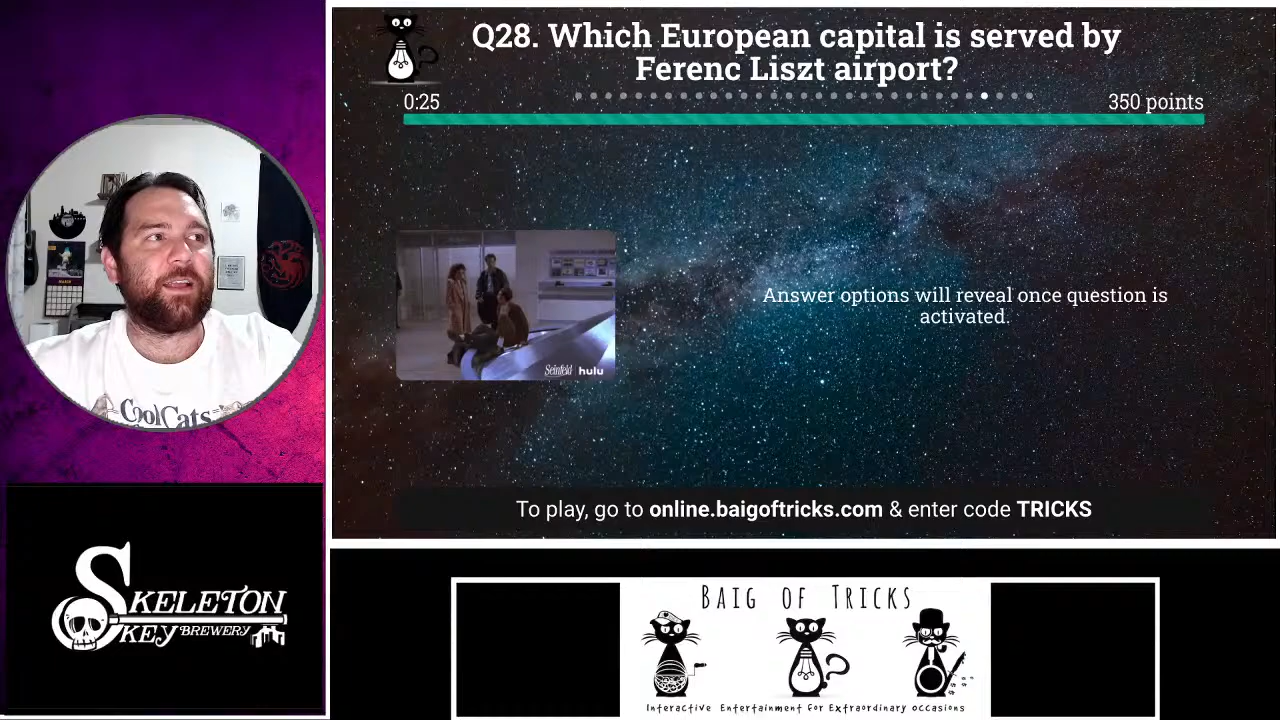 Q28. Which European capital is served by
Ferenc Liszt airport?
0:25
350 points
Answer options will reveal once question is
activated.
Seinfeld hulu
To play, go to online.baigoftricks.com & enter code TRICKS
CoolCats
SKELETON
KEY BREWERY
BAIG OF TRICKS
Interactive Entertainment for Extraordinary occasions